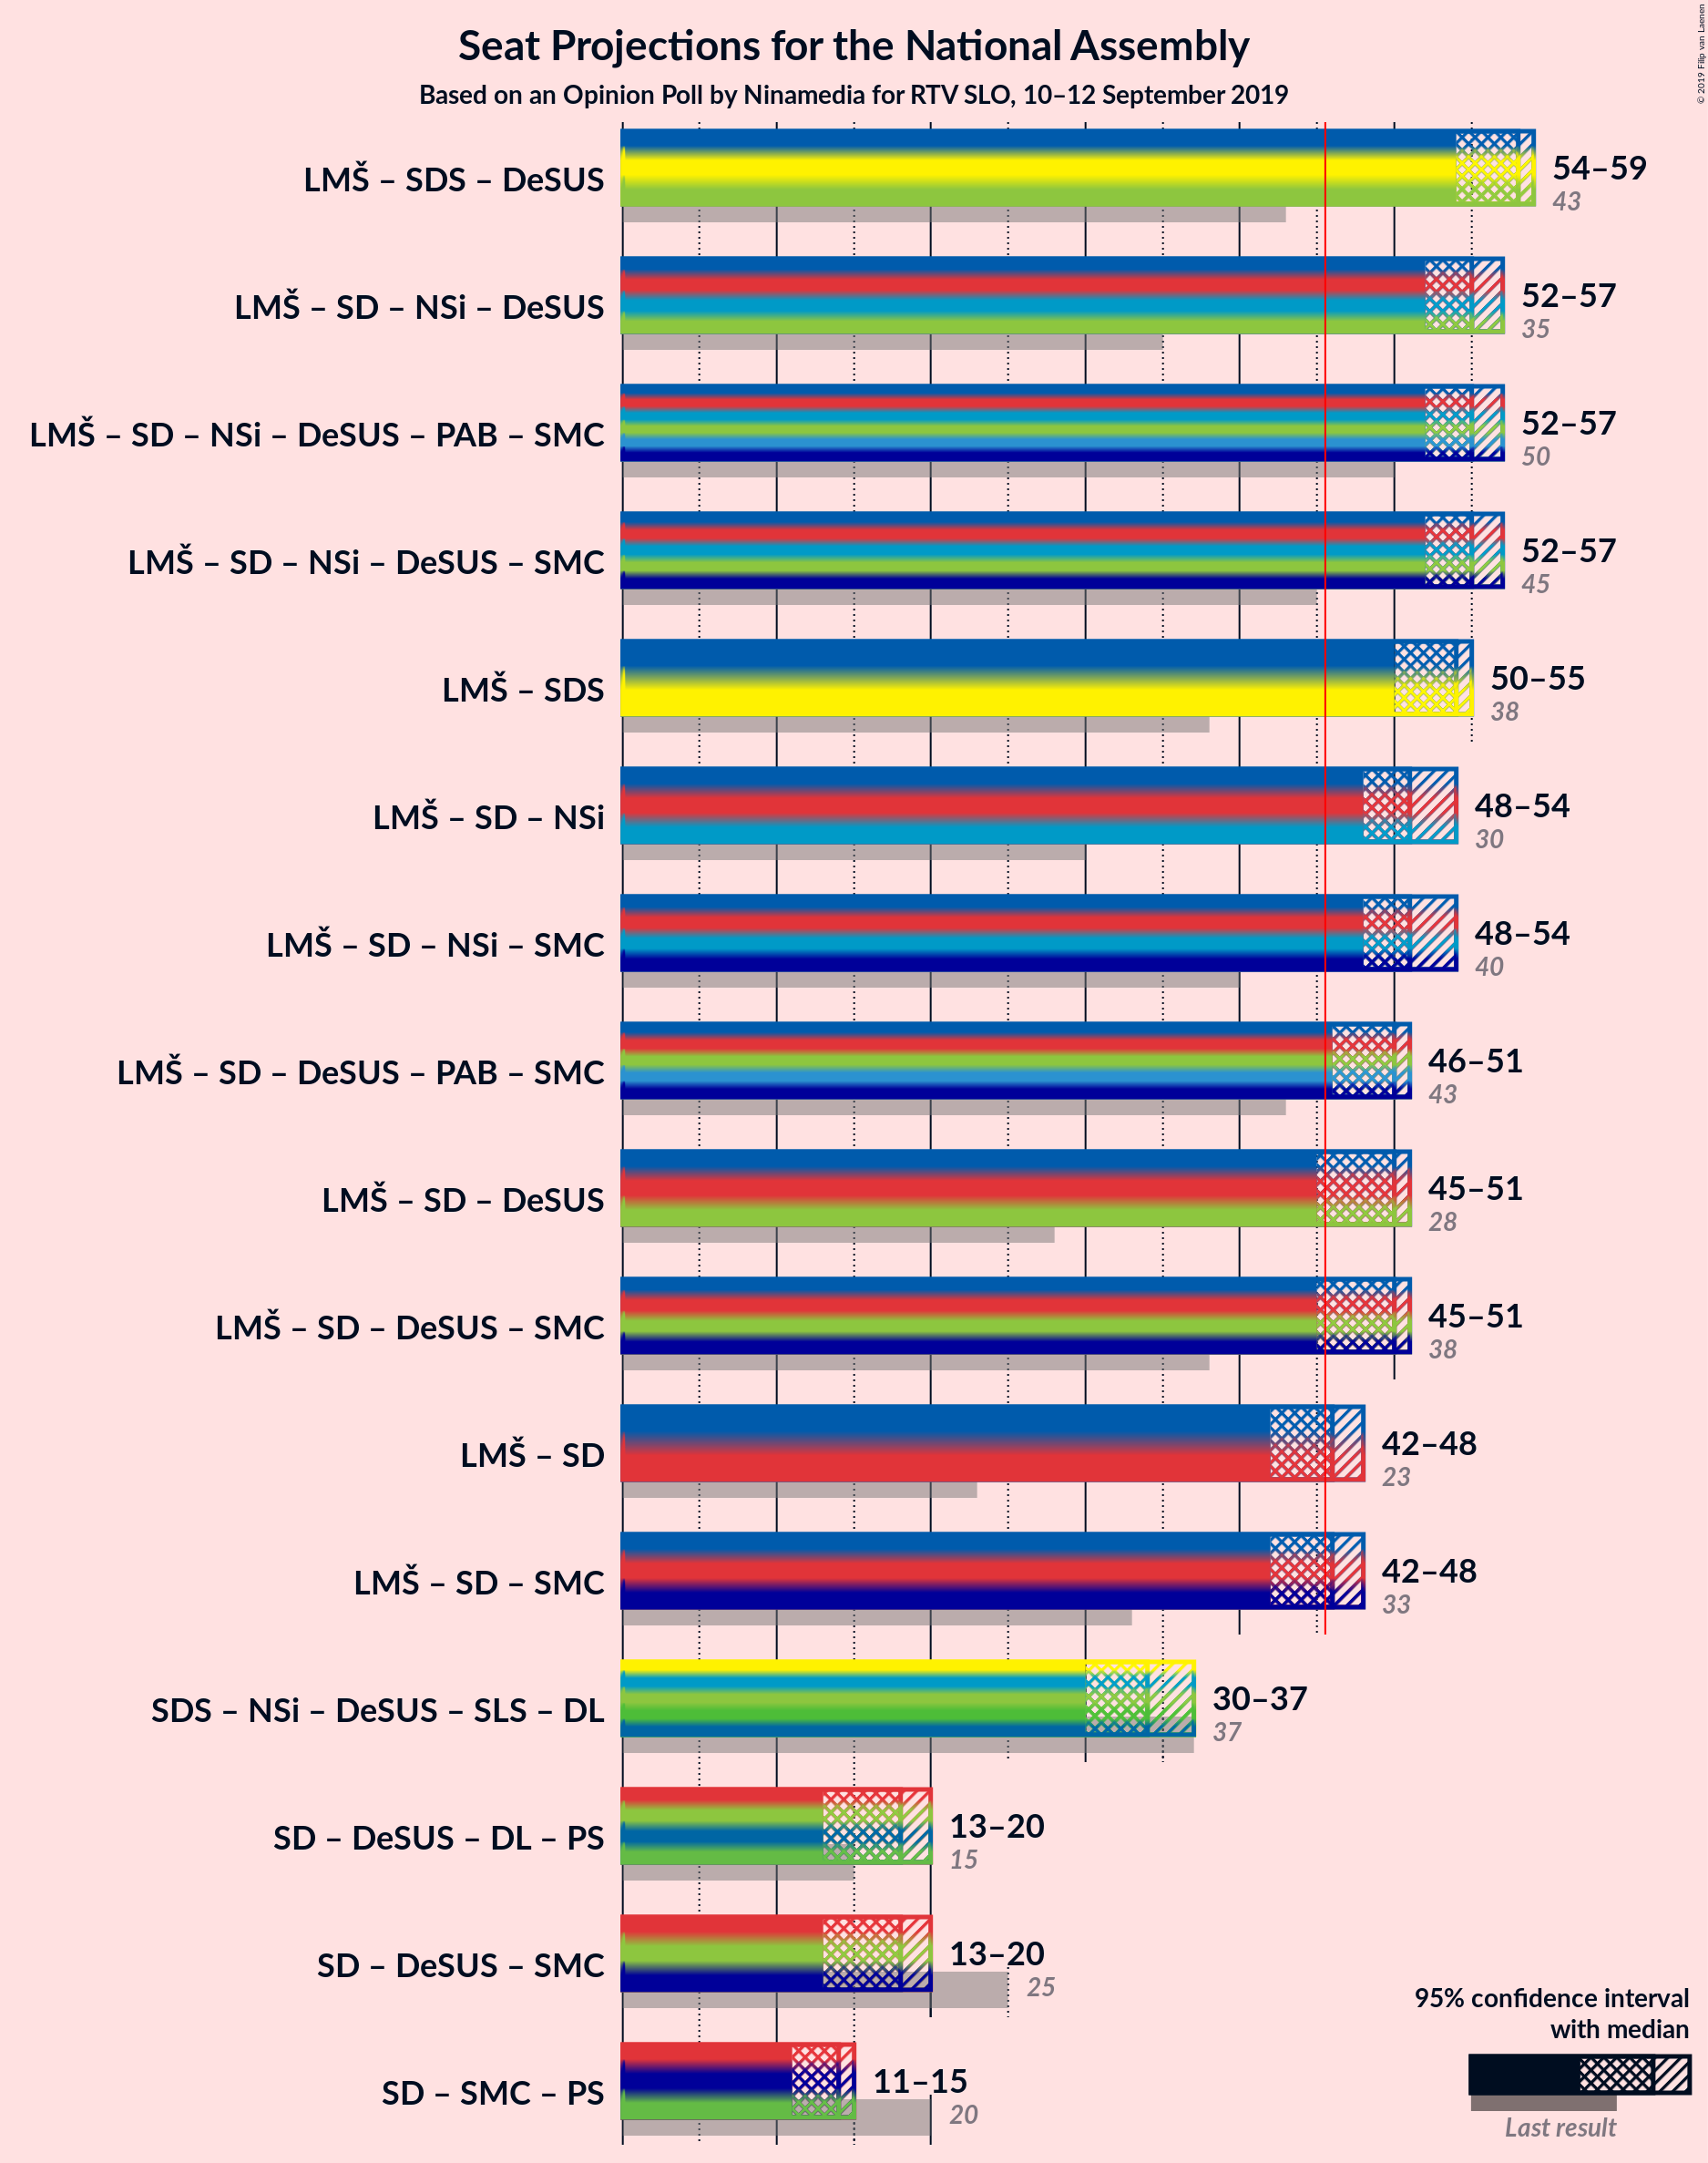 Seat Projections for the National Assembly
Based on an Opinion Poll by Ninamedia for RTV SLO, 10–12 September 2019
© 2019 Filip van Laenen
LMŠ – SDS – DeSUS
54–59
43
LMŠ – SD – NSi – DeSUS
52–57
35
LMŠ – SD – NSi – DeSUS – PAB – SMC
52–57
50
LMŠ – SD – NSi – DeSUS – SMC
52–57
45
LMŠ – SDS
50–55
38
LMŠ – SD – NSi
48–54
30
LMŠ – SD – NSi – SMC
48–54
40
LMŠ – SD – DeSUS – PAB – SMC
46–51
43
LMŠ – SD – DeSUS
45–51
28
LMŠ – SD – DeSUS – SMC
45–51
38
LMŠ – SD
42–48
23
LMŠ – SD – SMC
42–48
33
SDS – NSi – DeSUS – SLS – DL
30–37
37
SD – DeSUS – DL – PS
13–20
15
SD – DeSUS – SMC
13–20
25
SD – SMC – PS
11–15
20
95% confidence interval
with median
Last result